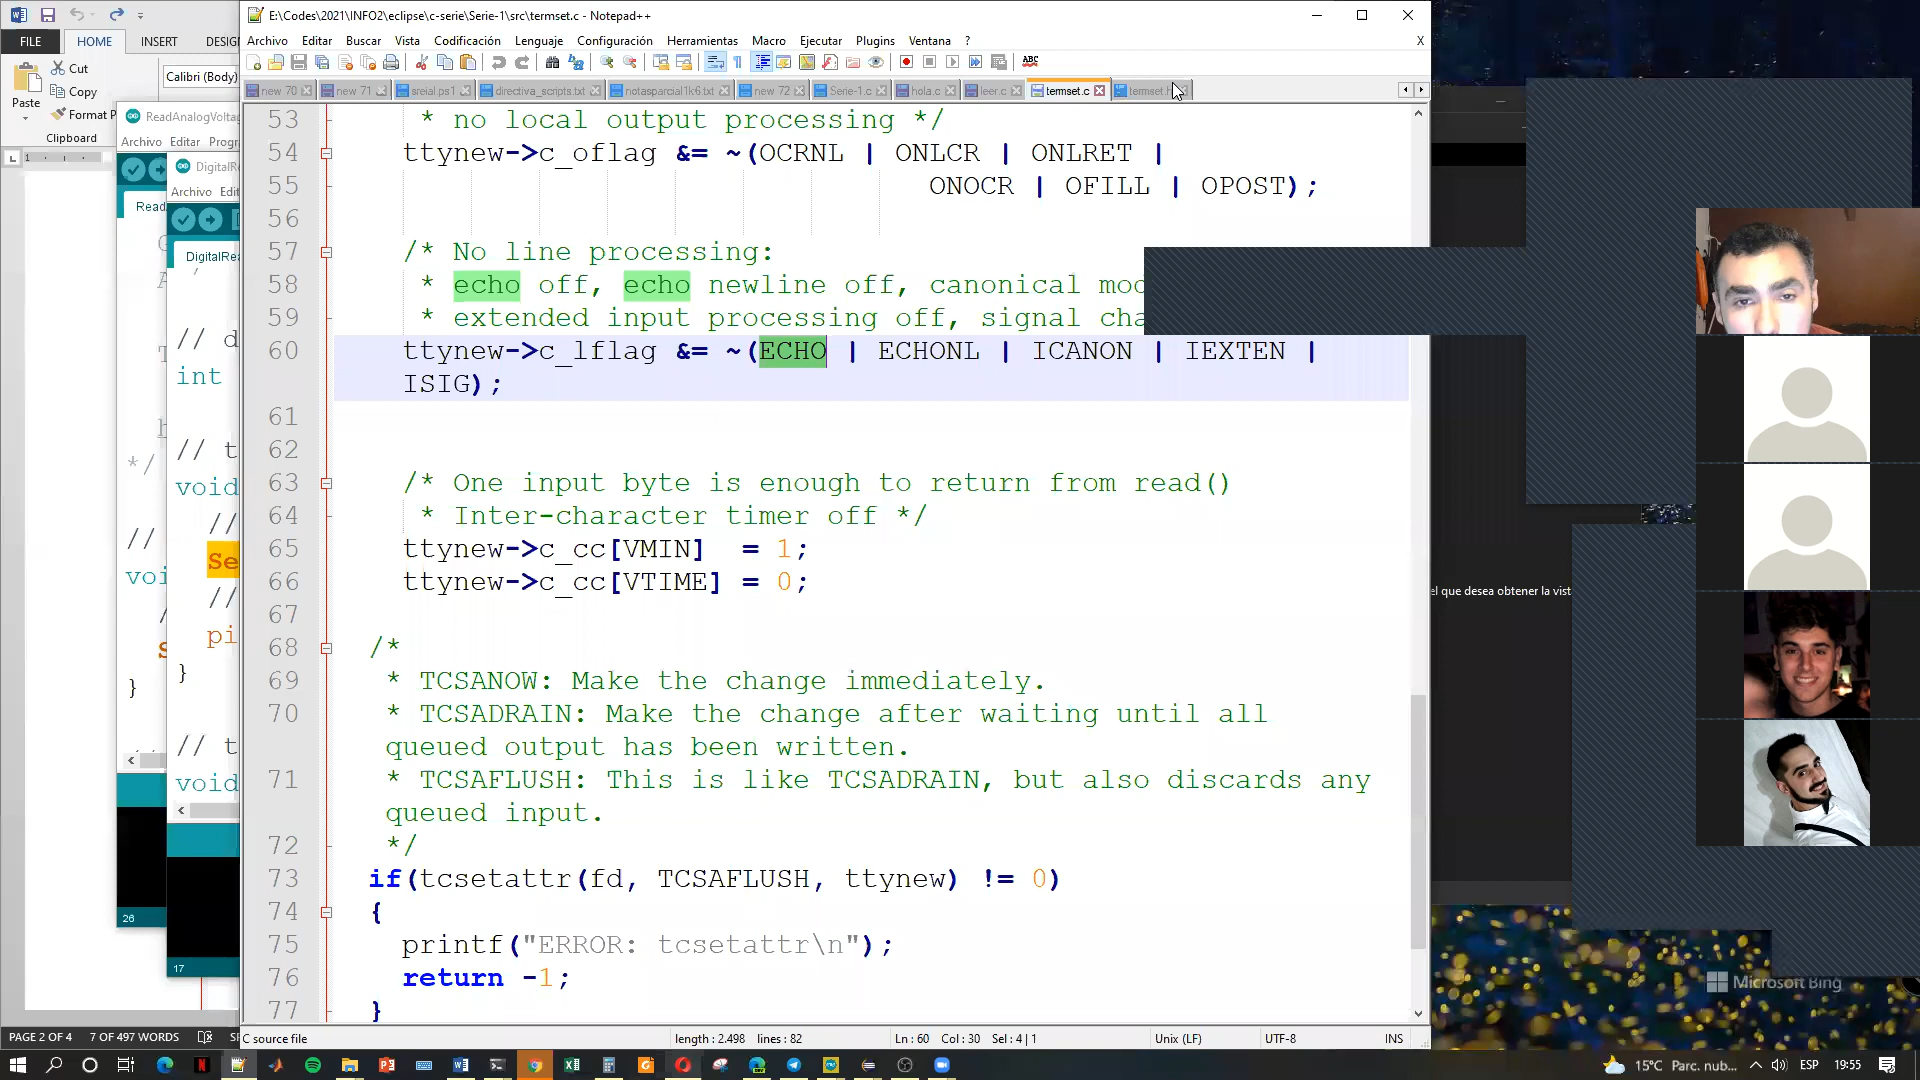 E:\Codes\2021\INFO2\eclipse\c-serie\Serie-1\src\termset.c - Notepad++
FILE HOME INSERT DESIGN
Archivo Editar Buscar Vista Codificación Lenguaje Configuración Herramientas Macro Ejecutar Plugins Ventana ? X
Cut
Copy
Format P
Paste
Clipboard
Calibri (Body)
ReadAnalogVolta
Archivo Editar Progr
DigitalRe
Archivo Edit
Read
DigitalRea
new 70 new 71 sreial.ps1 directiva_scripts.txt notasparcial1k6.txt new 72 Serie-1.c hola.c leer.c termset.c termset.h
53 * no local output processing */
54 ttynew->c_oflag &= ~(OCRNL | ONLCR | ONLRET |
55 ONOCR | OFILL | OPOST);
56
57 /* No line processing:
58 * echo off, echo newline off, canonical mod
59 * extended input processing off, signal cha
60 ttynew->c_lflag &= ~(ECHO | ECHONL | ICANON | IEXTEN |
ISIG);
61
62
63 /* One input byte is enough to return from read()
64 * Inter-character timer off */
65 ttynew->c_cc[VMIN] = 1;
66 ttynew->c_cc[VTIME] = 0;
67
68 /*
69 * TCSANOW: Make the change immediately.
70 * TCSADRAIN: Make the change after waiting until all
queued output has been written.
71 * TCSAFLUSH: This is like TCSADRAIN, but also discards any
queued input.
72 */
73 if(tcsetattr(fd, TCSAFLUSH, ttynew) != 0)
74 {
75 printf("ERROR: tcsetattr\n");
76 return -1;
77 }
// d
int
// t
void
//
Se
//
pi
}
// t
void
*/
//
voi
}
26
17
el que desea obtener la vist
Microsoft Bing
PAGE 2 OF 4 7 OF 497 WORDS
C source file length : 2.498 lines : 82 Ln : 60 Col : 30 Sel : 4 | 1 Unix (LF) UTF-8 INS
15°C Parc. nub... ESP 19:55